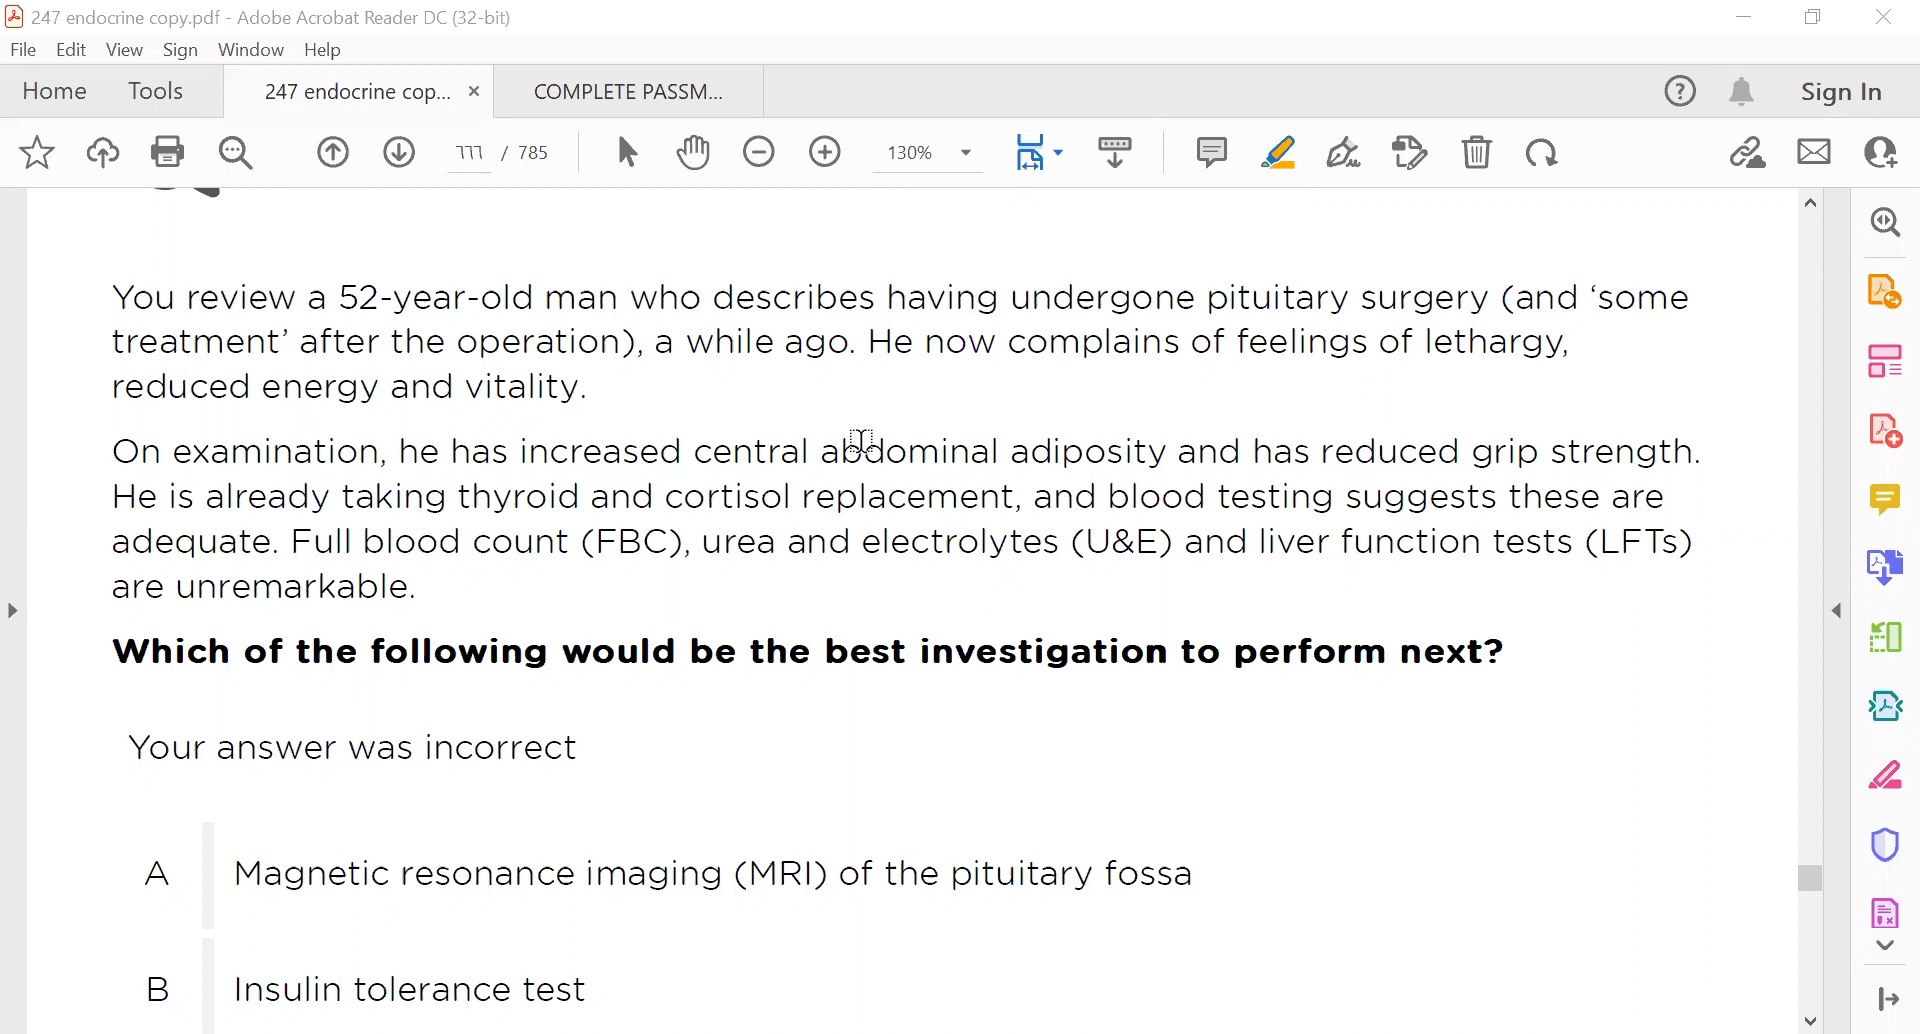 247 endocrine copy.pdf - Adobe Acrobat Reader DC (32-bit)
File Edit View Sign Window Help
Home Tools 247 endocrine cop... × COMPLETE PASSM... Sign In
777 / 785 130%
You review a 52-year-old man who describes having undergone pituitary surgery (and ‘some
treatment’ after the operation), a while ago. He now complains of feelings of lethargy,
reduced energy and vitality.
On examination, he has increased central abdominal adiposity and has reduced grip strength.
He is already taking thyroid and cortisol replacement, and blood testing suggests these are
adequate. Full blood count (FBC), urea and electrolytes (U&E) and liver function tests (LFTs)
are unremarkable.
Which of the following would be the best investigation to perform next?
Your answer was incorrect
A Magnetic resonance imaging (MRI) of the pituitary fossa
B Insulin tolerance test